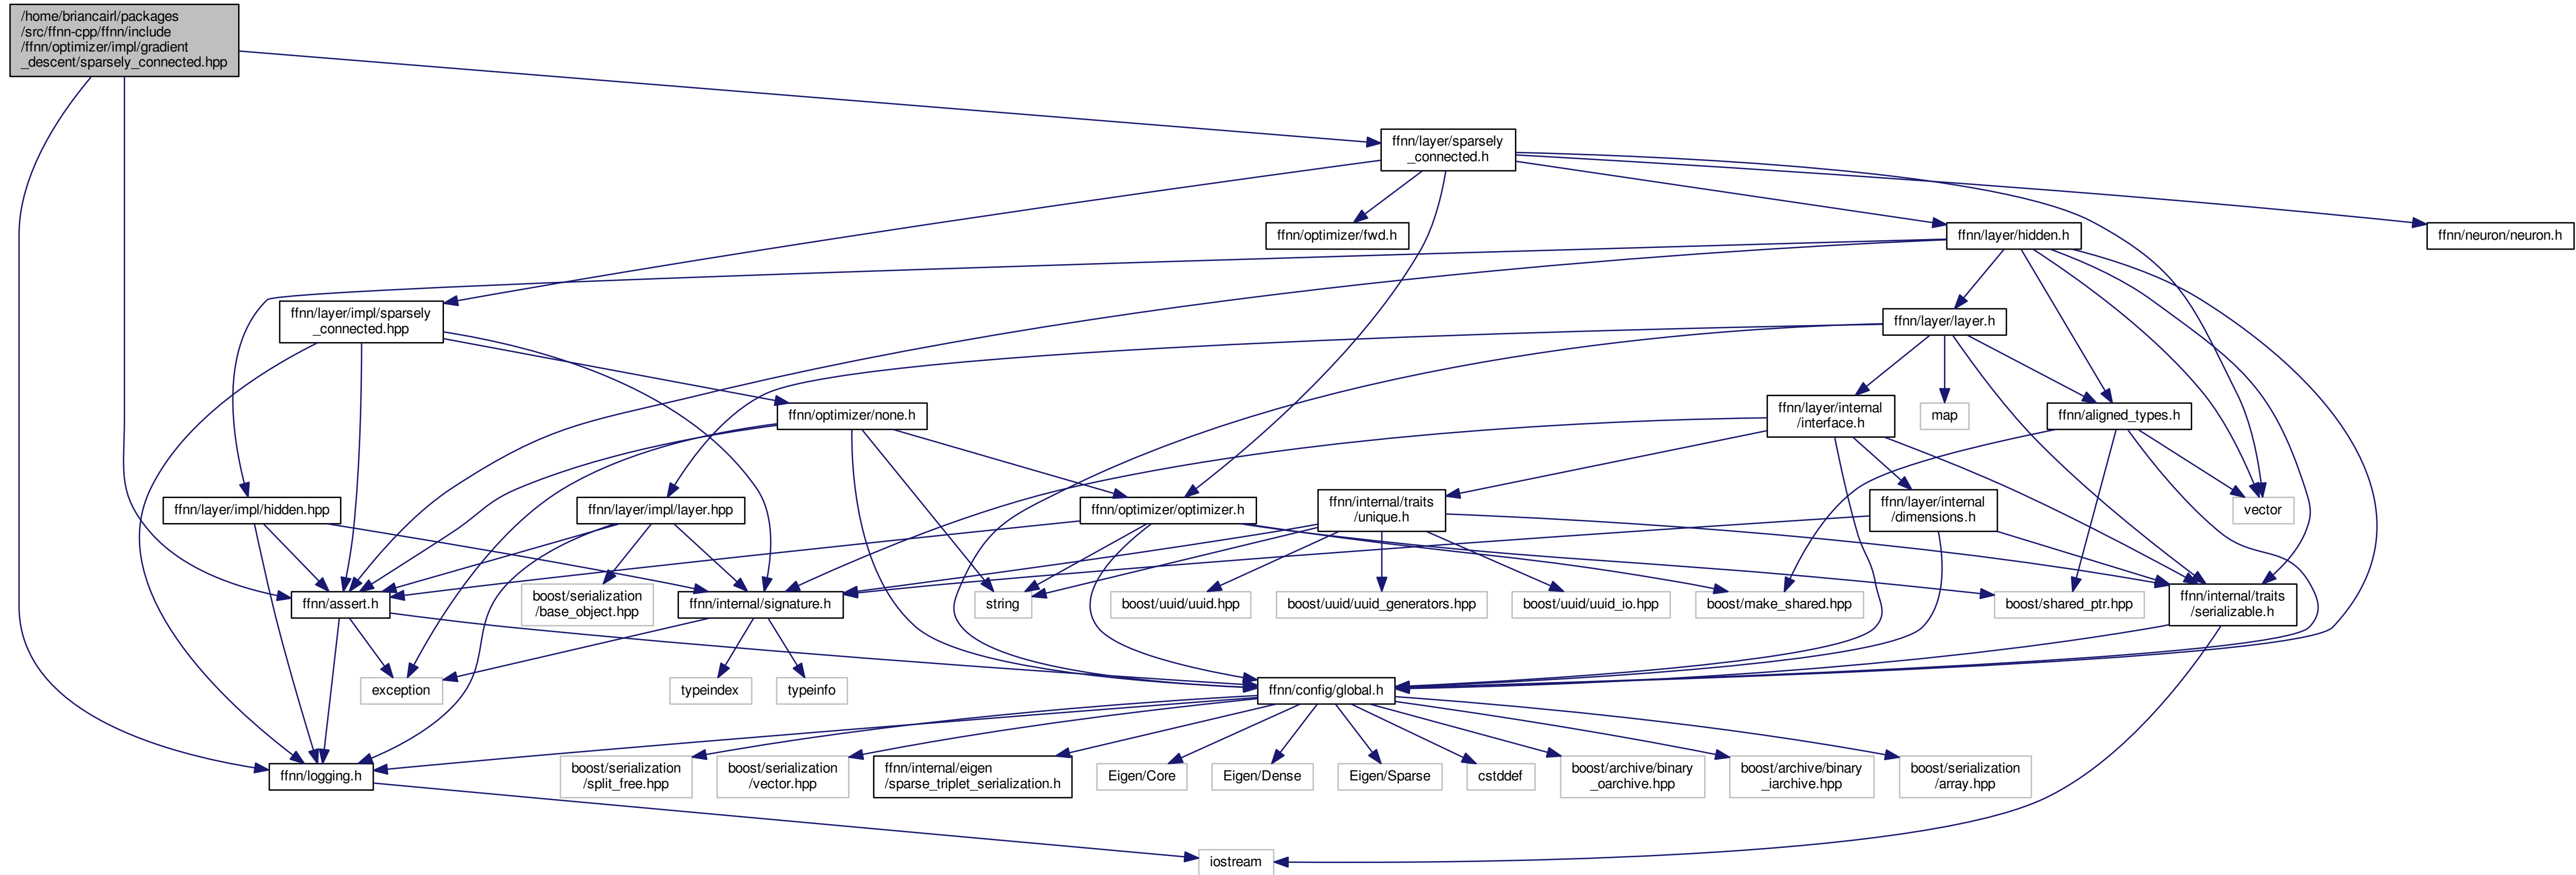 /home/briancairl/packages
/src/ffnn-cpp/ffnn/include
/ffnn/optimizer/impl/gradient
_descent/sparsely_connected.hpp
ffnn/layer/sparsely
_connected.h
ffnn/optimizer/fwd.h
ffnn/layer/hidden.h
ffnn/neuron/neuron.h
ffnn/layer/impl/sparsely
_connected.hpp
ffnn/layer/layer.h
ffnn/optimizer/none.h
ffnn/layer/internal
/interface.h
map
ffnn/aligned_types.h
ffnn/layer/impl/hidden.hpp
ffnn/layer/impl/layer.hpp
ffnn/optimizer/optimizer.h
ffnn/internal/traits
/unique.h
ffnn/layer/internal
/dimensions.h
vector
ffnn/assert.h
boost/serialization
/base_object.hpp
ffnn/internal/signature.h
string
boost/uuid/uuid.hpp
boost/uuid/uuid_generators.hpp
boost/uuid/uuid_io.hpp
boost/make_shared.hpp
boost/shared_ptr.hpp
ffnn/internal/traits
/serializable.h
exception
typeindex
typeinfo
ffnn/config/global.h
ffnn/logging.h
boost/serialization
/split_free.hpp
boost/serialization
/vector.hpp
ffnn/internal/eigen
/sparse_triplet_serialization.h
Eigen/Core
Eigen/Dense
Eigen/Sparse
cstddef
boost/archive/binary
_oarchive.hpp
boost/archive/binary
_iarchive.hpp
boost/serialization
/array.hpp
iostream